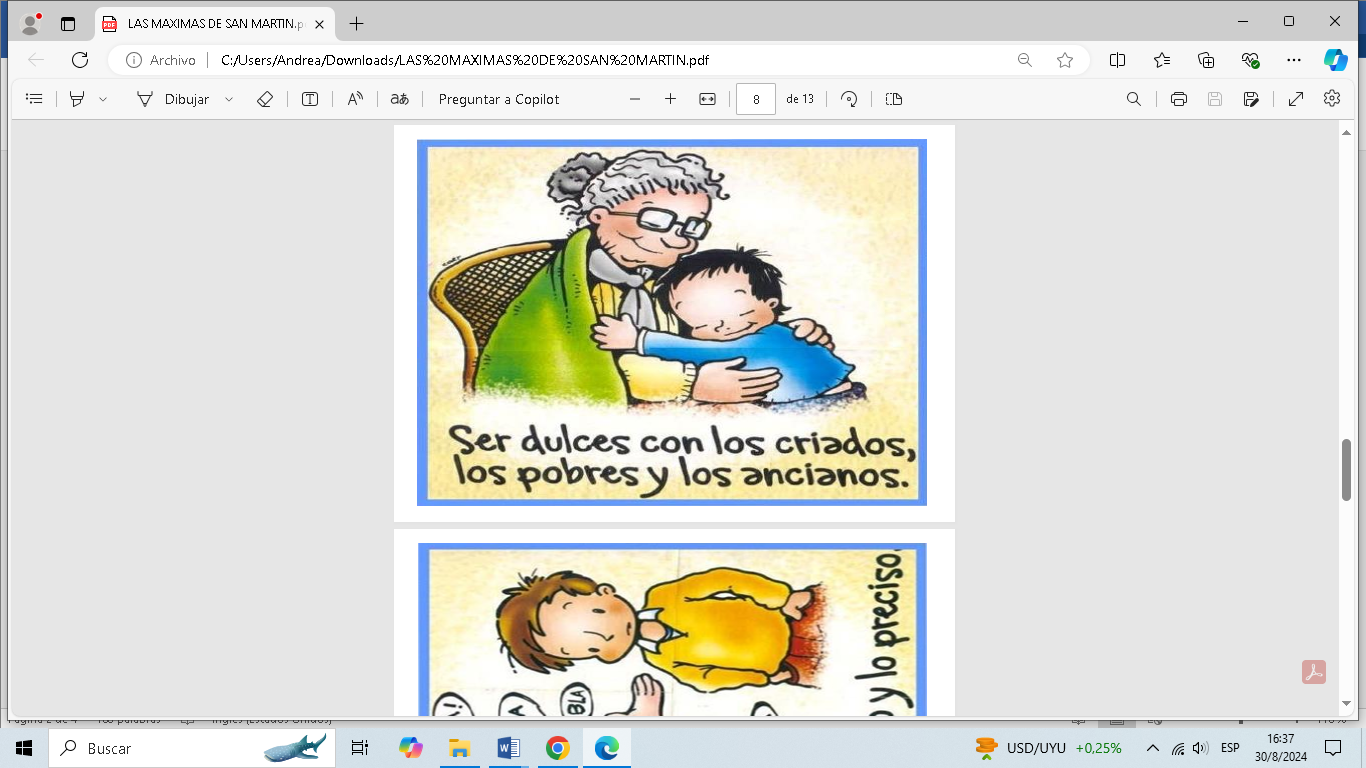 LAS MAXIMAS DE SAN MARTIN.p
Archivo
C:/Users/Andrea/Downloads/LAS%20MAXIMAS%20DE%20SAN%20MARTIN.pdf
Dibujar
aあ
Preguntar a Copilot
8
de 13
Ser dulces con los criados,
los pobres y los ancianos.
y lo preciso.
BLA
Buscar
USD/UYU +0,25%
ESP
16:37
30/8/2024